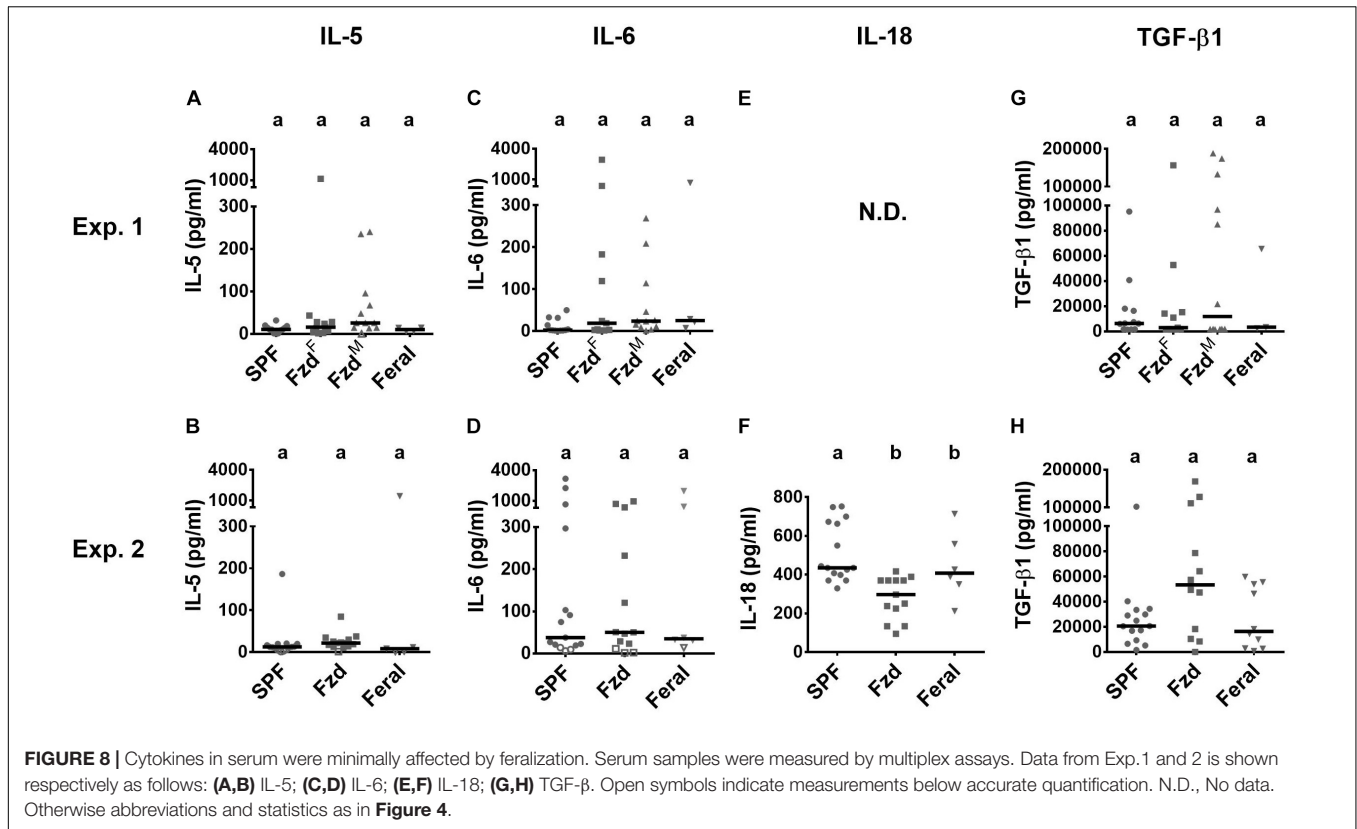 IL-5 IL-6 IL-18 TGF-β1
Exp. 1
A
a a a a
IL-5 (pg/ml)
4000
1000
300
200
100
0
SPF Fzd^F Fzd^M Feral
C
a a a a
IL-6 (pg/ml)
4000
1000
300
200
100
0
SPF Fzd^F Fzd^M Feral
E
N.D.
G
a a a a
TGF-β1 (pg/ml)
200000
100000
80000
60000
40000
20000
0
SPF Fzd^F Fzd^M Feral
Exp. 2
B
a a a
IL-5 (pg/ml)
4000
1000
300
200
100
0
SPF Fzd Feral
D
a a a
IL-6 (pg/ml)
4000
1000
300
200
100
0
SPF Fzd Feral
F
a b b
IL-18 (pg/ml)
800
600
400
200
0
SPF Fzd Feral
H
a a a
TGF-β1 (pg/ml)
200000
100000
80000
60000
40000
20000
0
SPF Fzd Feral
FIGURE 8 | Cytokines in serum were minimally affected by feralization. Serum samples were measured by multiplex assays. Data from Exp.1 and 2 is shown
respectively as follows: (A,B) IL-5; (C,D) IL-6; (E,F) IL-18; (G,H) TGF-β. Open symbols indicate measurements below accurate quantification. N.D., No data.
Otherwise abbreviations and statistics as in Figure 4.